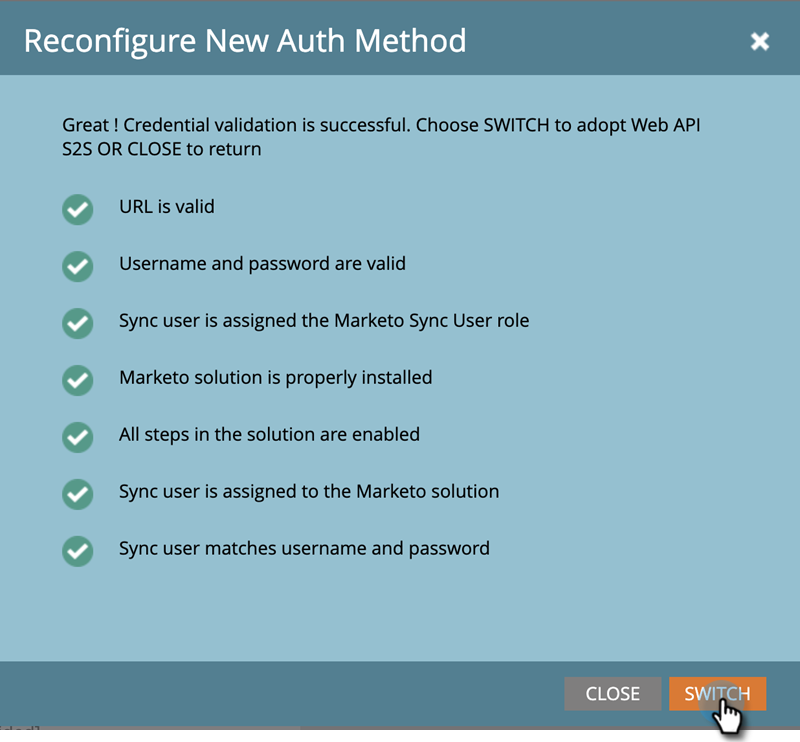 Reconfigure New Auth Method
Great ! Credential validation is successful. Choose SWITCH to adopt Web API
S2S OR CLOSE to return
URL is valid
Username and password are valid
Sync user is assigned the Marketo Sync User role
Marketo solution is properly installed
All steps in the solution are enabled
Sync user is assigned to the Marketo solution
Sync user matches username and password
CLOSE SWITCH